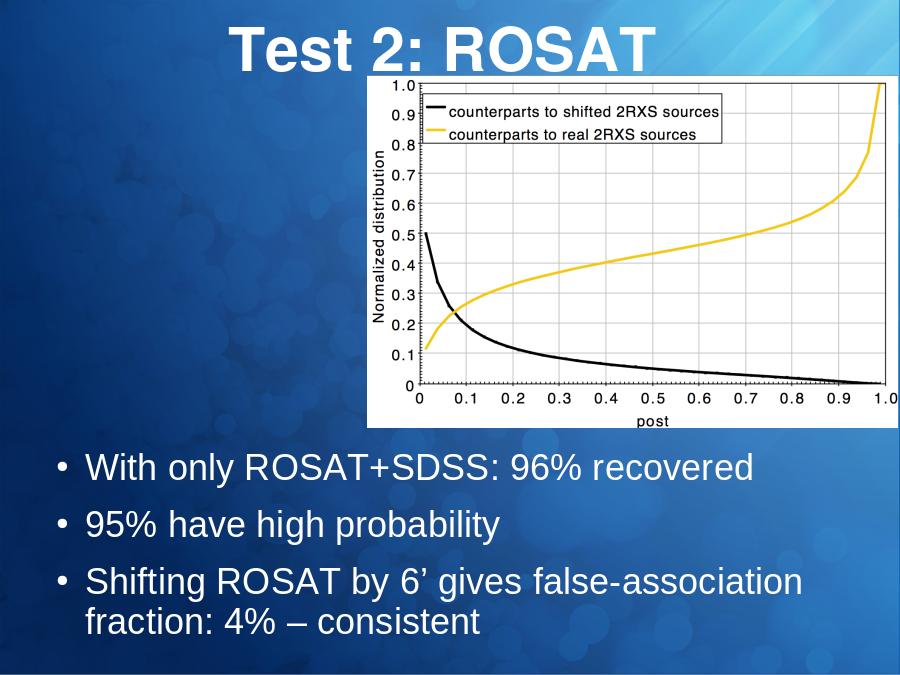 Test 2: ROSAT
counterparts to shifted 2RXS sources
counterparts to real 2RXS sources
Normalized distribution
1.0
0.9
0.8
0.7
0.6
0.5
0.4
0.3
0.2
0.1
0
0 0.1 0.2 0.3 0.4 0.5 0.6 0.7 0.8 0.9 1.0
post
• With only ROSAT+SDSS: 96% recovered
• 95% have high probability
• Shifting ROSAT by 6’ gives false-association
fraction: 4% – consistent